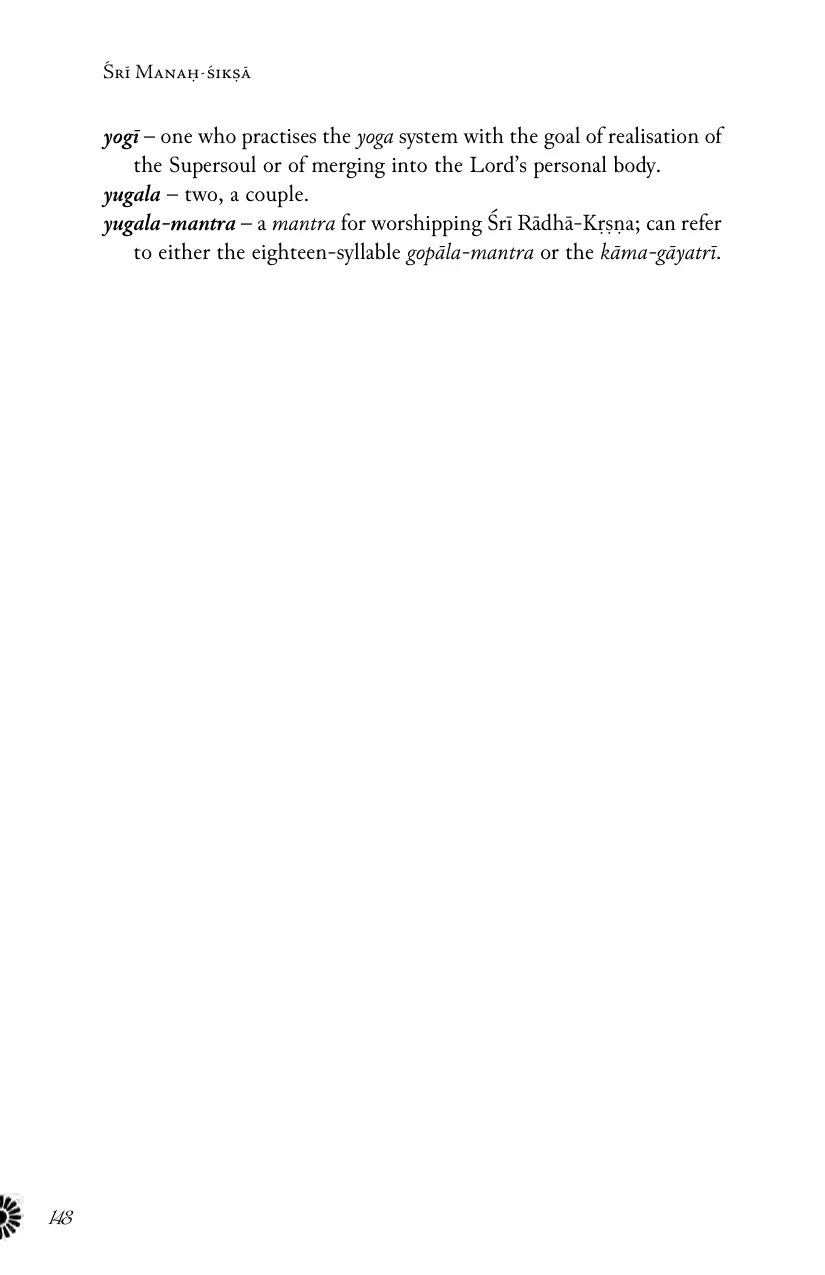 Śrī Manaḥ-śikṣā
yogī – one who practises the yoga system with the goal of realisation of
the Supersoul or of merging into the Lord’s personal body.
yugala – two, a couple.
yugala-mantra – a mantra for worshipping Śrī Rādhā-Kṛṣṇa; can refer
to either the eighteen-syllable gopāla-mantra or the kāma-gāyatrī.
148